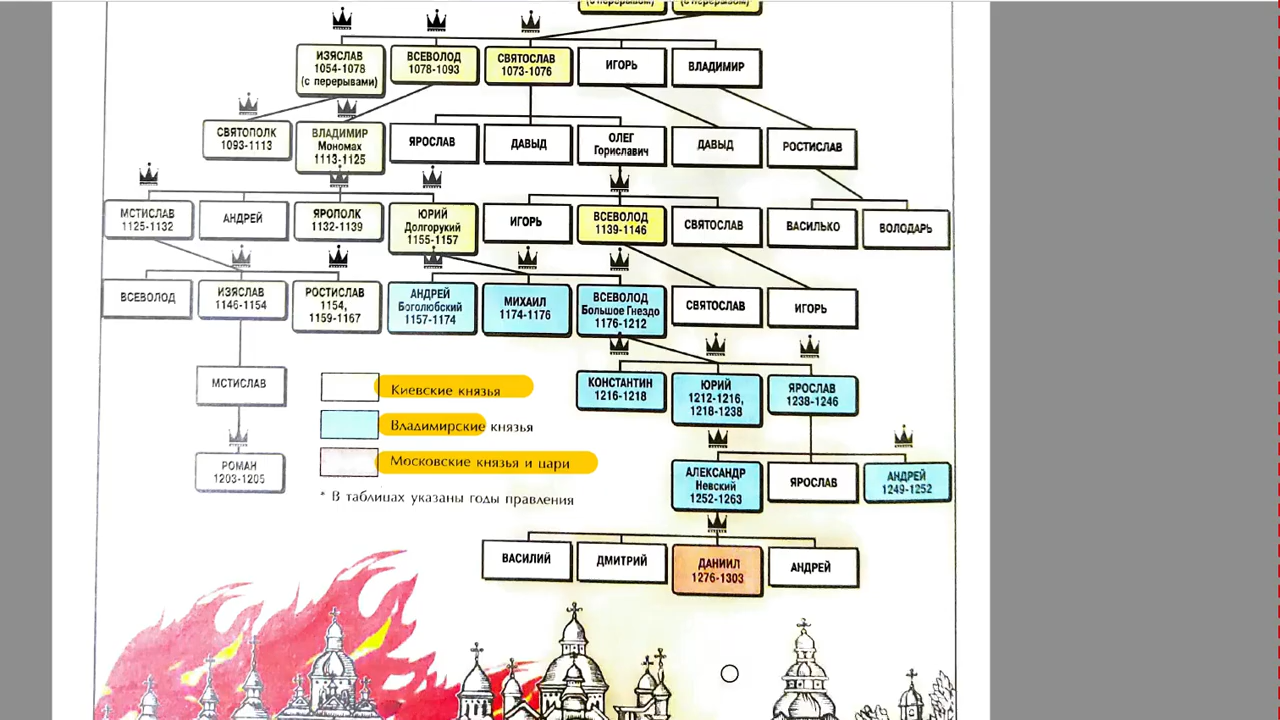 (с перерывом)
(с перерывом)
ИЗЯСЛАВ
1054-1078
(с перерывами)
ВСЕВОЛОД
1078-1093
СВЯТОСЛАВ
1073-1076
ИГОРЬ
ВЛАДИМИР
СВЯТОПОЛК
1093-1113
ВЛАДИМИР
Мономах
1113-1125
ЯРОСЛАВ
ДАВЫД
ОЛЕГ
Гориславич
ДАВЫД
РОСТИСЛАВ
МСТИСЛАВ
1125-1132
АНДРЕЙ
ЯРОПОЛК
1132-1139
ЮРИЙ
Долгорукий
1155-1157
ИГОРЬ
ВСЕВОЛОД
1139-1146
СВЯТОСЛАВ
ВАСИЛЬКО
ВОЛОДАРЬ
ВСЕВОЛОД
ИЗЯСЛАВ
1146-1154
РОСТИСЛАВ
1154,
1159-1167
АНДРЕЙ
Боголюбский
1157-1174
МИХАИЛ
1174-1176
ВСЕВОЛОД
Большое Гнездо
1176-1212
СВЯТОСЛАВ
ИГОРЬ
МСТИСЛАВ
КОНСТАНТИН
1216-1218
ЮРИЙ
1212-1216,
1218-1238
ЯРОСЛАВ
1238-1246
РОМАН
1203-1205
Киевские князья
Владимирские князья
Московские князья и цари
* В таблицах указаны годы правления
АЛЕКСАНДР
Невский
1252-1263
ЯРОСЛАВ
АНДРЕЙ
1249-1252
ВАСИЛИЙ
ДМИТРИЙ
ДАНИИЛ
1276-1303
АНДРЕЙ